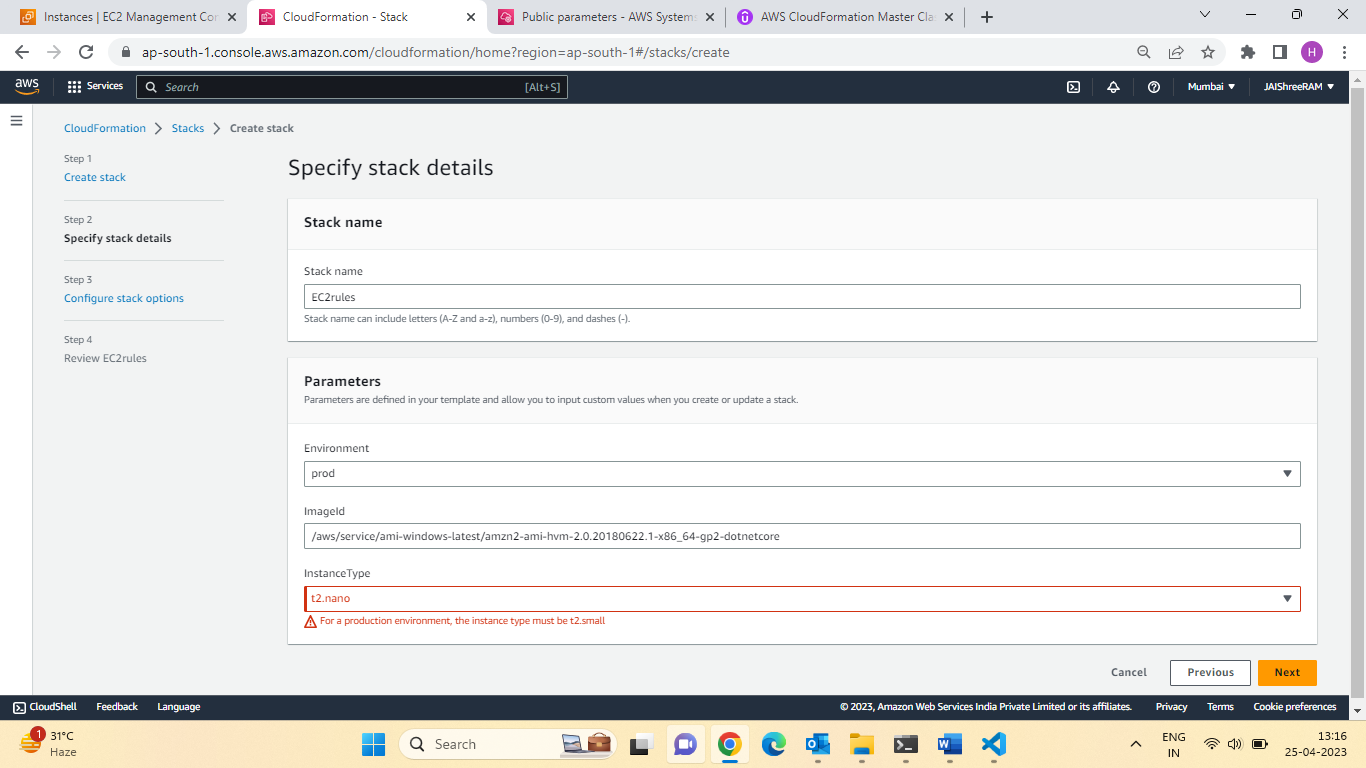 Instances | EC2 Management Con
CloudFormation - Stack
Public parameters - AWS Systems
AWS CloudFormation Master Cla
ap-south-1.console.aws.amazon.com/cloudformation/home?region=ap-south-1#/stacks/create
H
aws
Services
Search
[Alt+S]
Mumbai
JAIShreeRAM
CloudFormation
Stacks
Create stack
Step 1
Create stack
Step 2
Specify stack details
Step 3
Configure stack options
Step 4
Review EC2rules
Specify stack details
Stack name
Stack name
EC2rules
Stack name can include letters (A-Z and a-z), numbers (0-9), and dashes (-).
Parameters
Parameters are defined in your template and allow you to input custom values when you create or update a stack.
Environment
prod
ImageId
/aws/service/ami-windows-latest/amzn2-ami-hvm-2.0.20180622.1-x86_64-gp2-dotnetcore
InstanceType
t2.nano
For a production environment, the instance type must be t2.small
Cancel
Previous
Next
CloudShell
Feedback
Language
© 2023, Amazon Web Services India Private Limited or its affiliates.
Privacy
Terms
Cookie preferences
1
31°C
Haze
Search
ENG
IN
13:16
25-04-2023